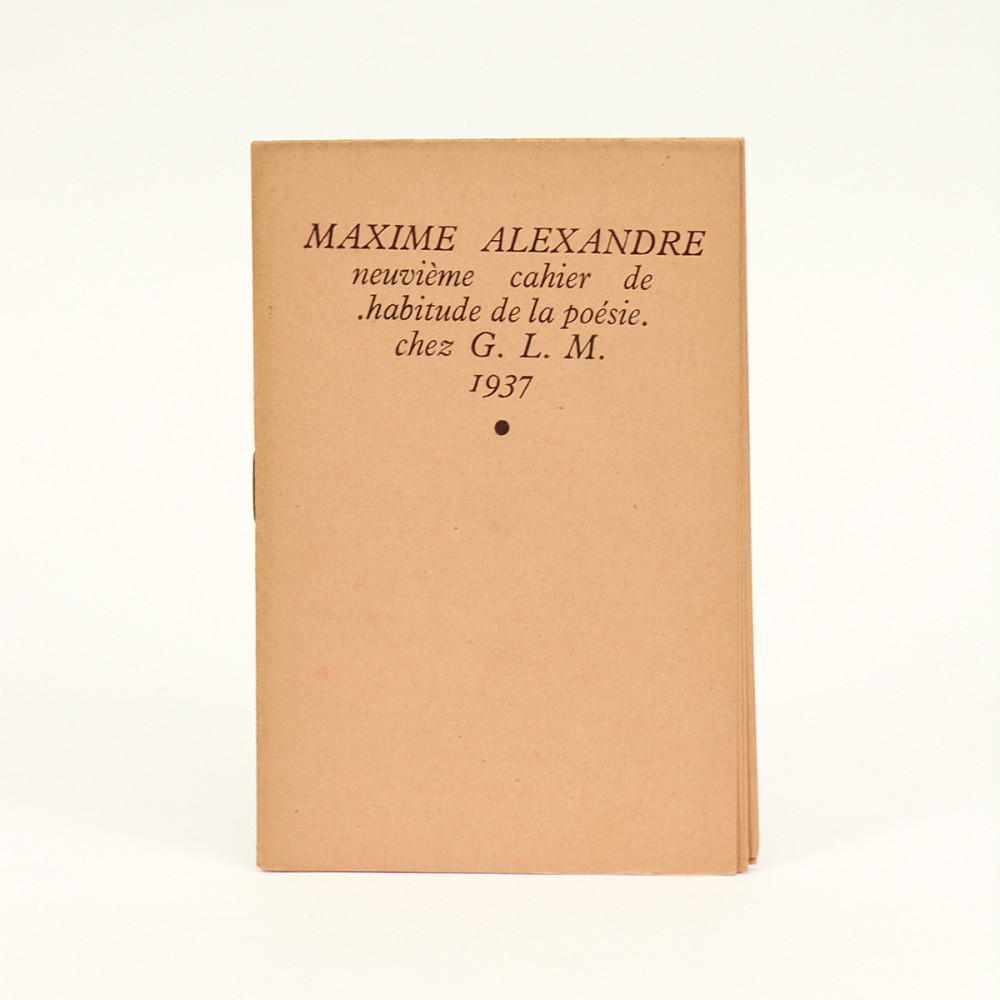 MAXIME ALEXANDRE
neuvième cahier de
.habitude de la poésie.
chez G. L. M.
1937